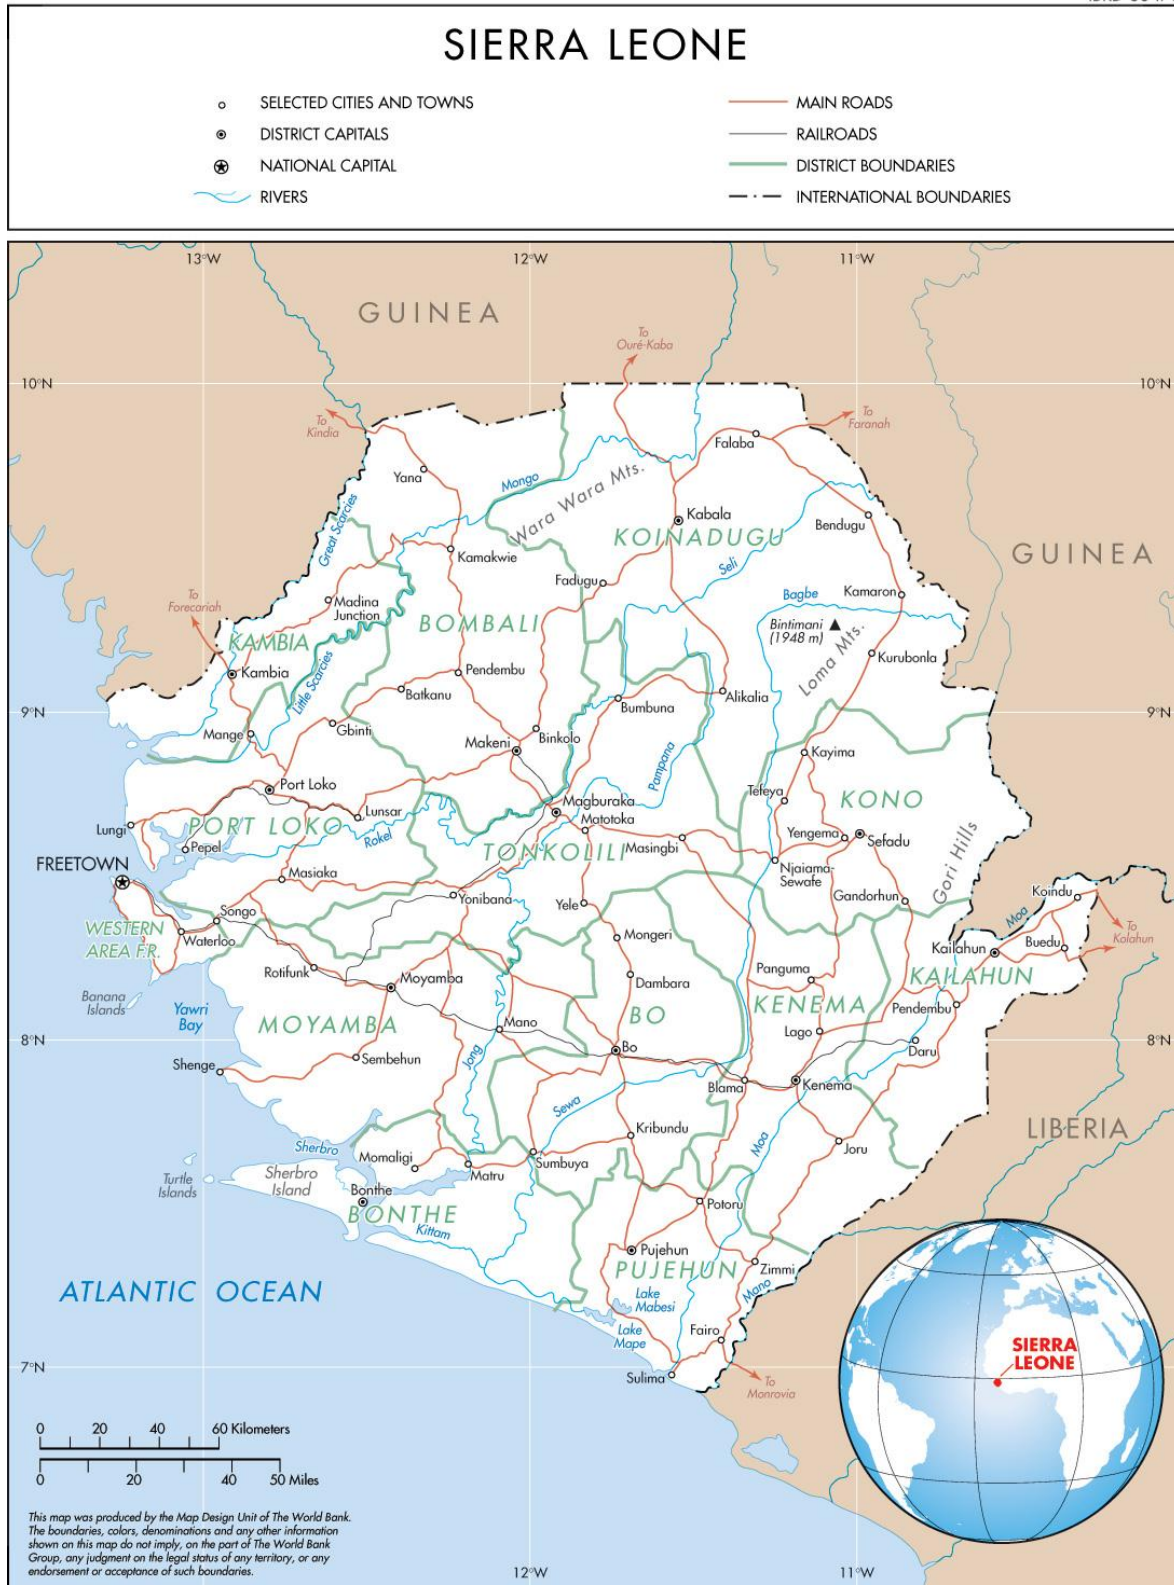 SIERRA LEONE
SELECTED CITIES AND TOWNS
DISTRICT CAPITALS
NATIONAL CAPITAL
RIVERS
MAIN ROADS
RAILROADS
DISTRICT BOUNDARIES
INTERNATIONAL BOUNDARIES
13°W
12°W
11°W
GUINEA
To
Ouré-Kaba
10°N
10°N
To
Kindia
To
Faranah
Falaba
Yana
Mongo
Wara Wara Mts.
Great Scarcies
Kabala
Bendugu
KOINADUGU
GUINEA
Kamakwie
Seli
Fadugu
To
Forecariah
Bagbe
Kamaron
Madina
Junction
BOMBALI
Bintimani
(1948 m)
KAMBIA
Loma Mts.
Kurubonla
Kambia
Little Scarcies
Pendembu
Batkanu
Bumbuna
Alikalia
9°N
9°N
Mange
Gbinti
Makeni
Binkolo
Pampana
Kayima
Port Loko
Tefeya
KONO
Magburaka
Lungi
PORT LOKO
Lunsar
Matotoka
Rokel
Pepel
TONKOLILI
Masingbi
Yengema
Sefadu
FREETOWN
Masiaka
Njaiama-
Sewafe
Gori Hills
Yonibana
Yele
Gandorhun
Koindu
Songo
Moa
WESTERN
AREA F.R.
Waterloo
Mongeri
Kailahun
Buedu
To
Kolahun
Rotifunk
Moyamba
Panguma
KAILAHUN
Banana
Islands
Yawri
Bay
Dambara
MOYAMBA
Mano
BO
KENEMA
Pendembu
Lago
8°N
8°N
Bo
Daru
Shenge
Sembehun
Jong
Blama
Kenema
Sewa
Kribundu
Moa
LIBERIA
Sherbro
Momaligi
Sumbuya
Joru
Turtle
Islands
Sherbro
Island
Matru
Bonthe
Potoru
BONTHE
Kittam
Pujehun
PUJEHUN
Zimmi
ATLANTIC OCEAN
Lake
Mabesi
Mano
Lake
Mape
Fairo
SIERRA
LEONE
7°N
Sulima
To
Monrovia
0 20 40 60 Kilometers
0 20 40 50 Miles
This map was produced by the Map Design Unit of The World Bank.
The boundaries, colors, denominations and any other information
shown on this map do not imply, on the part of The World Bank
Group, any judgment on the legal status of any territory, or any
endorsement or acceptance of such boundaries.
12°W
11°W